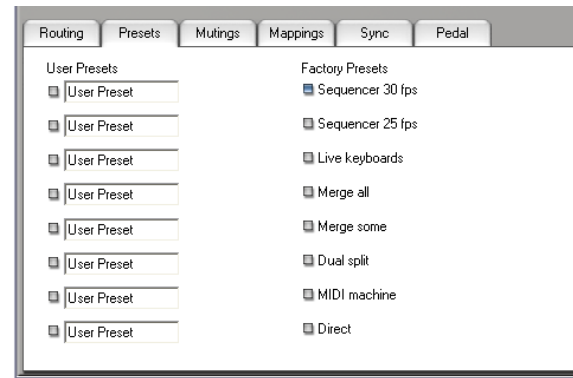 Routing Presets Mutings Mappings Sync Pedal
User Presets Factory Presets
User Preset Sequencer 30 fps
User Preset Sequencer 25 fps
User Preset Live keyboards
User Preset Merge all
User Preset Merge some
User Preset Dual split
User Preset MIDI machine
User Preset Direct